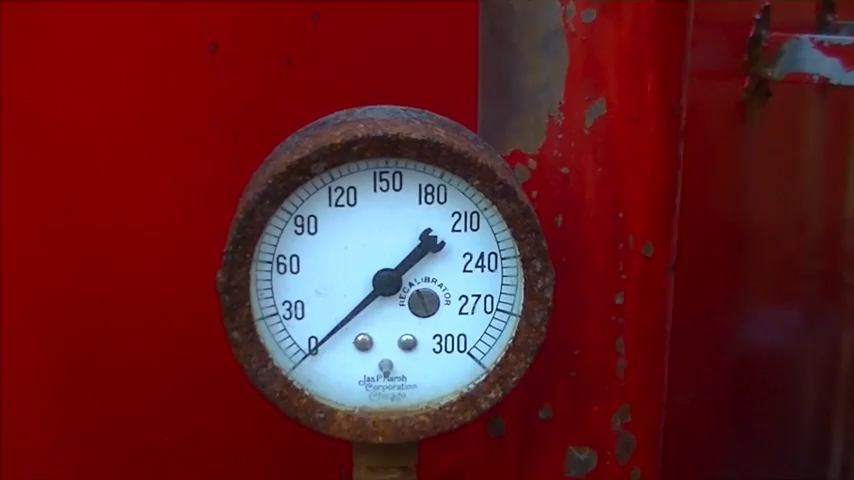 150
120 180
90 210
60 240
30 270
RECALIBRATOR
0 300
Jas. P. Marsh
Corporation
Chicago